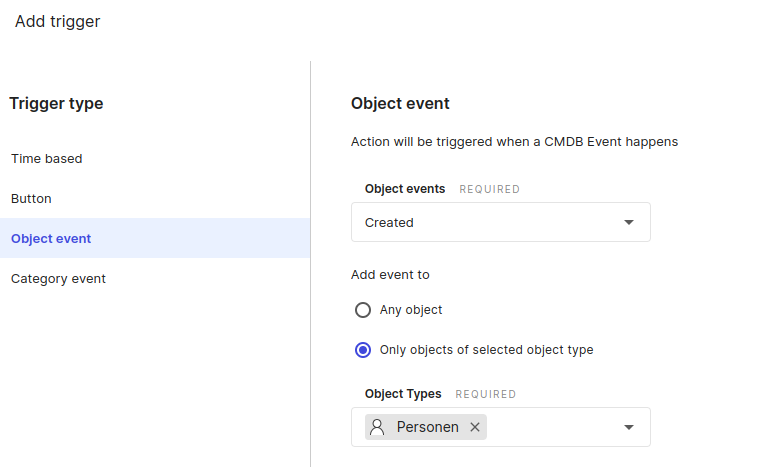 Add trigger
Trigger type
Time based
Button
Object event
Category event
Object event
Action will be triggered when a CMDB Event happens
Object events REQUIRED
Created
Add event to
Any object
Only objects of selected object type
Object Types REQUIRED
Personen